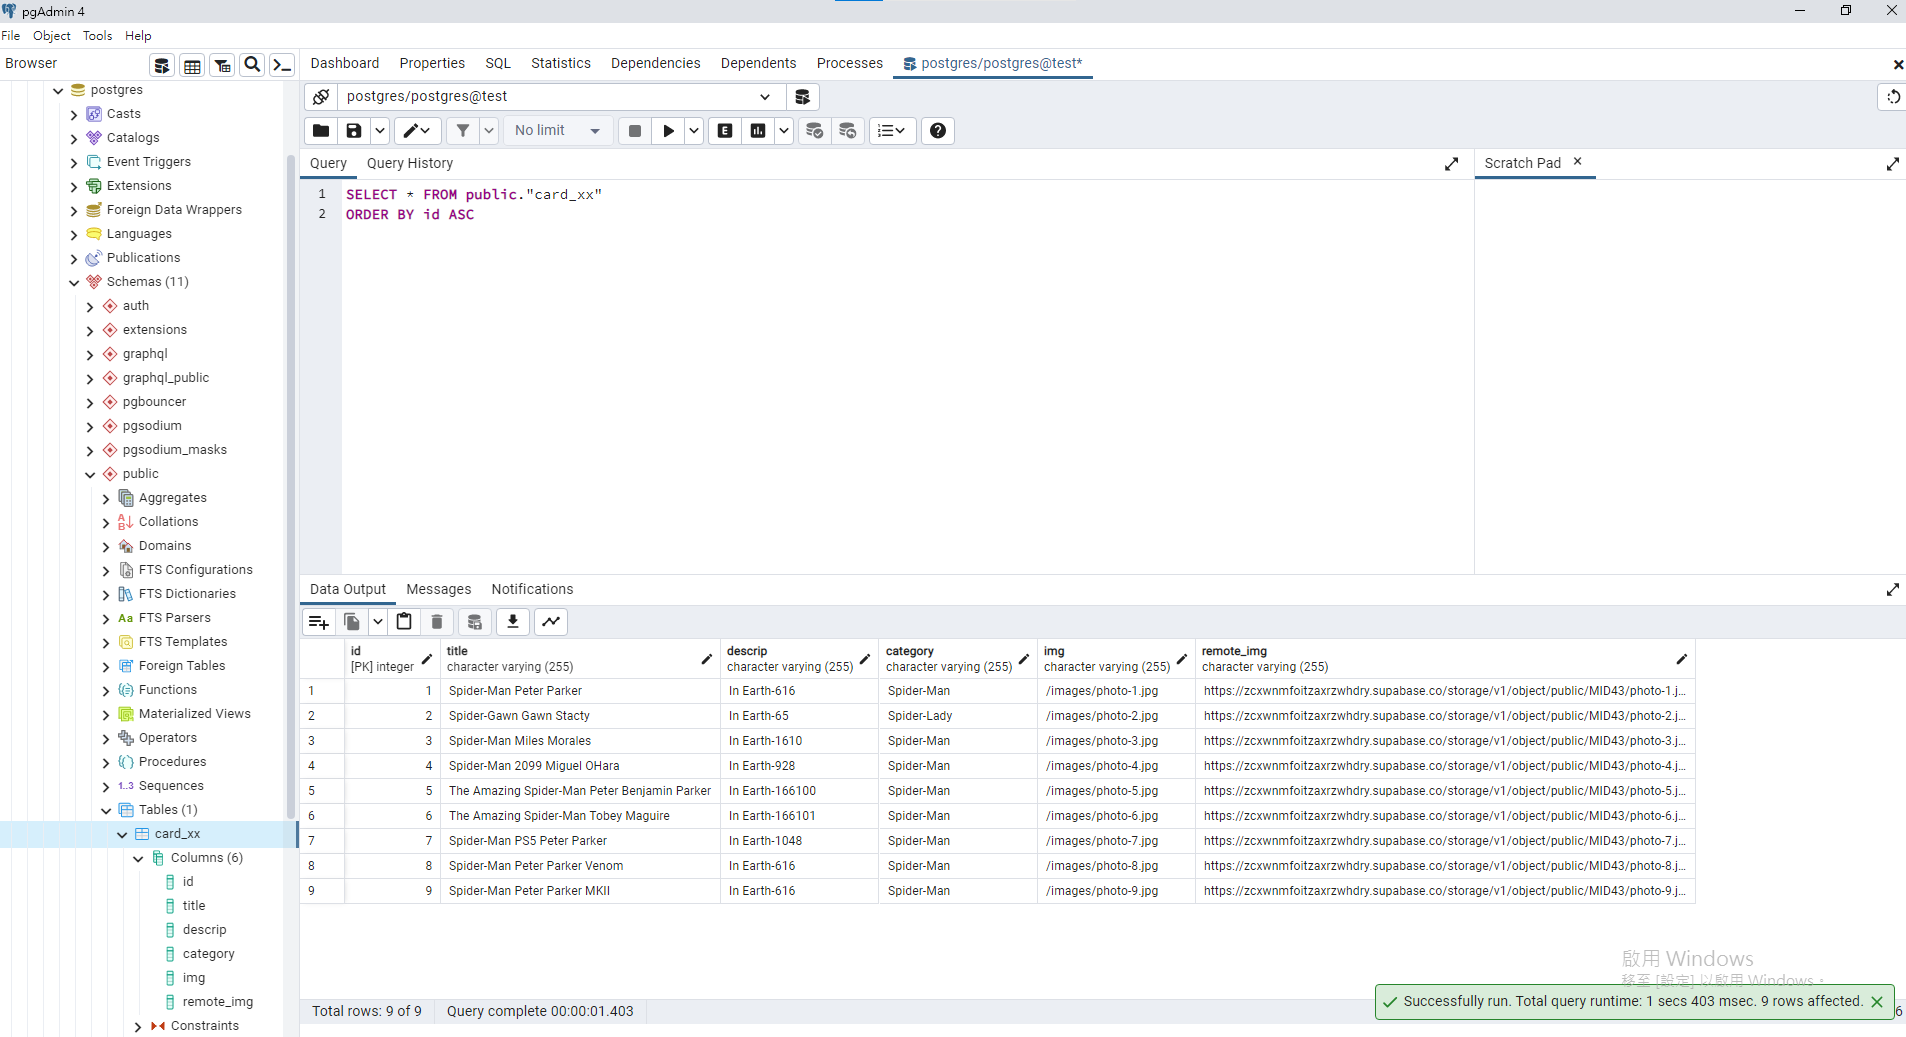 pgAdmin 4
File Object Tools Help
Browser
Dashboard Properties SQL Statistics Dependencies Dependents Processes postgres/postgres@test*
postgres
Casts
Catalogs
Event Triggers
Extensions
Foreign Data Wrappers
Languages
Publications
Schemas (11)
auth
extensions
graphql
graphql_public
pgbouncer
pgsodium
pgsodium_masks
public
Aggregates
Collations
Domains
FTS Configurations
FTS Dictionaries
Aa FTS Parsers
FTS Templates
Foreign Tables
Functions
Materialized Views
Operators
Procedures
1..3 Sequences
Tables (1)
card_xx
Columns (6)
id
title
descrip
category
img
remote_img
Constraints
postgres/postgres@test
No limit
E
Query Query History
Scratch Pad
1 SELECT * FROM public."card_xx"
2 ORDER BY id ASC
Data Output Messages Notifications
id title descrip category img remote_img
[PK] integer character varying (255) character varying (255) character varying (255) character varying (255) character varying (255)
1 1 Spider-Man Peter Parker In Earth-616 Spider-Man /images/photo-1.jpg https://zcxwnmfoitzaxrzwhdry.supabase.co/storage/v1/object/public/MID43/photo-1.j...
2 2 Spider-Gawn Gawn Stacty In Earth-65 Spider-Lady /images/photo-2.jpg https://zcxwnmfoitzaxrzwhdry.supabase.co/storage/v1/object/public/MID43/photo-2.j...
3 3 Spider-Man Miles Morales In Earth-1610 Spider-Man /images/photo-3.jpg https://zcxwnmfoitzaxrzwhdry.supabase.co/storage/v1/object/public/MID43/photo-3.j...
4 4 Spider-Man 2099 Miguel OHara In Earth-928 Spider-Man /images/photo-4.jpg https://zcxwnmfoitzaxrzwhdry.supabase.co/storage/v1/object/public/MID43/photo-4.j...
5 5 The Amazing Spider-Man Peter Benjamin Parker In Earth-166100 Spider-Man /images/photo-5.jpg https://zcxwnmfoitzaxrzwhdry.supabase.co/storage/v1/object/public/MID43/photo-5.j...
6 6 The Amazing Spider-Man Tobey Maguire In Earth-166101 Spider-Man /images/photo-6.jpg https://zcxwnmfoitzaxrzwhdry.supabase.co/storage/v1/object/public/MID43/photo-6.j...
7 7 Spider-Man PS5 Peter Parker In Earth-1048 Spider-Man /images/photo-7.jpg https://zcxwnmfoitzaxrzwhdry.supabase.co/storage/v1/object/public/MID43/photo-7.j...
8 8 Spider-Man Peter Parker Venom In Earth-616 Spider-Man /images/photo-8.jpg https://zcxwnmfoitzaxrzwhdry.supabase.co/storage/v1/object/public/MID43/photo-8.j...
9 9 Spider-Man Peter Parker MKII In Earth-616 Spider-Man /images/photo-9.jpg https://zcxwnmfoitzaxrzwhdry.supabase.co/storage/v1/object/public/MID43/photo-9.j...
啟用 Windows
移至 [設定] 以啟用 Windows。
Successfully run. Total query runtime: 1 secs 403 msec. 9 rows affected.
Total rows: 9 of 9 Query complete 00:00:01.403 6